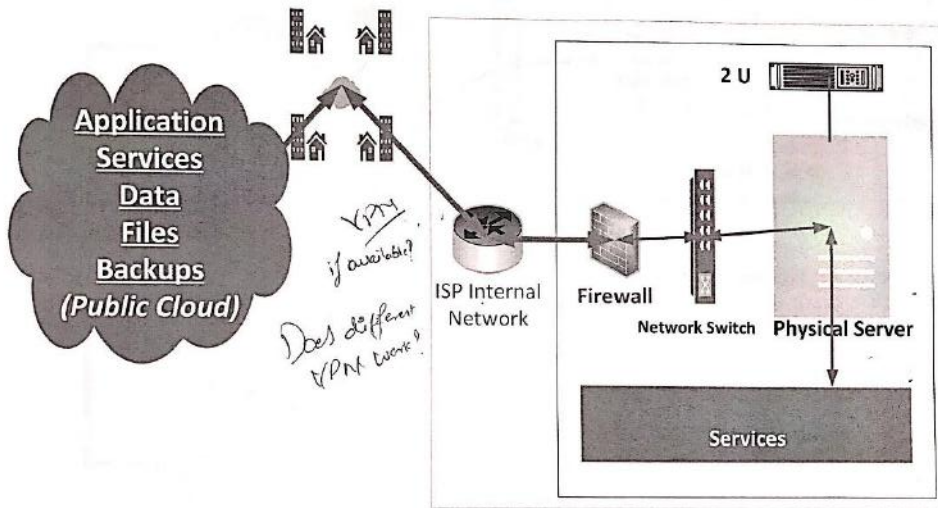 Application
Services
Data
Files
Backups
(Public Cloud)
VPN
if available?
Does different
VPN work?
ISP Internal
Network
Firewall
Network Switch
2 U
Physical Server
Services